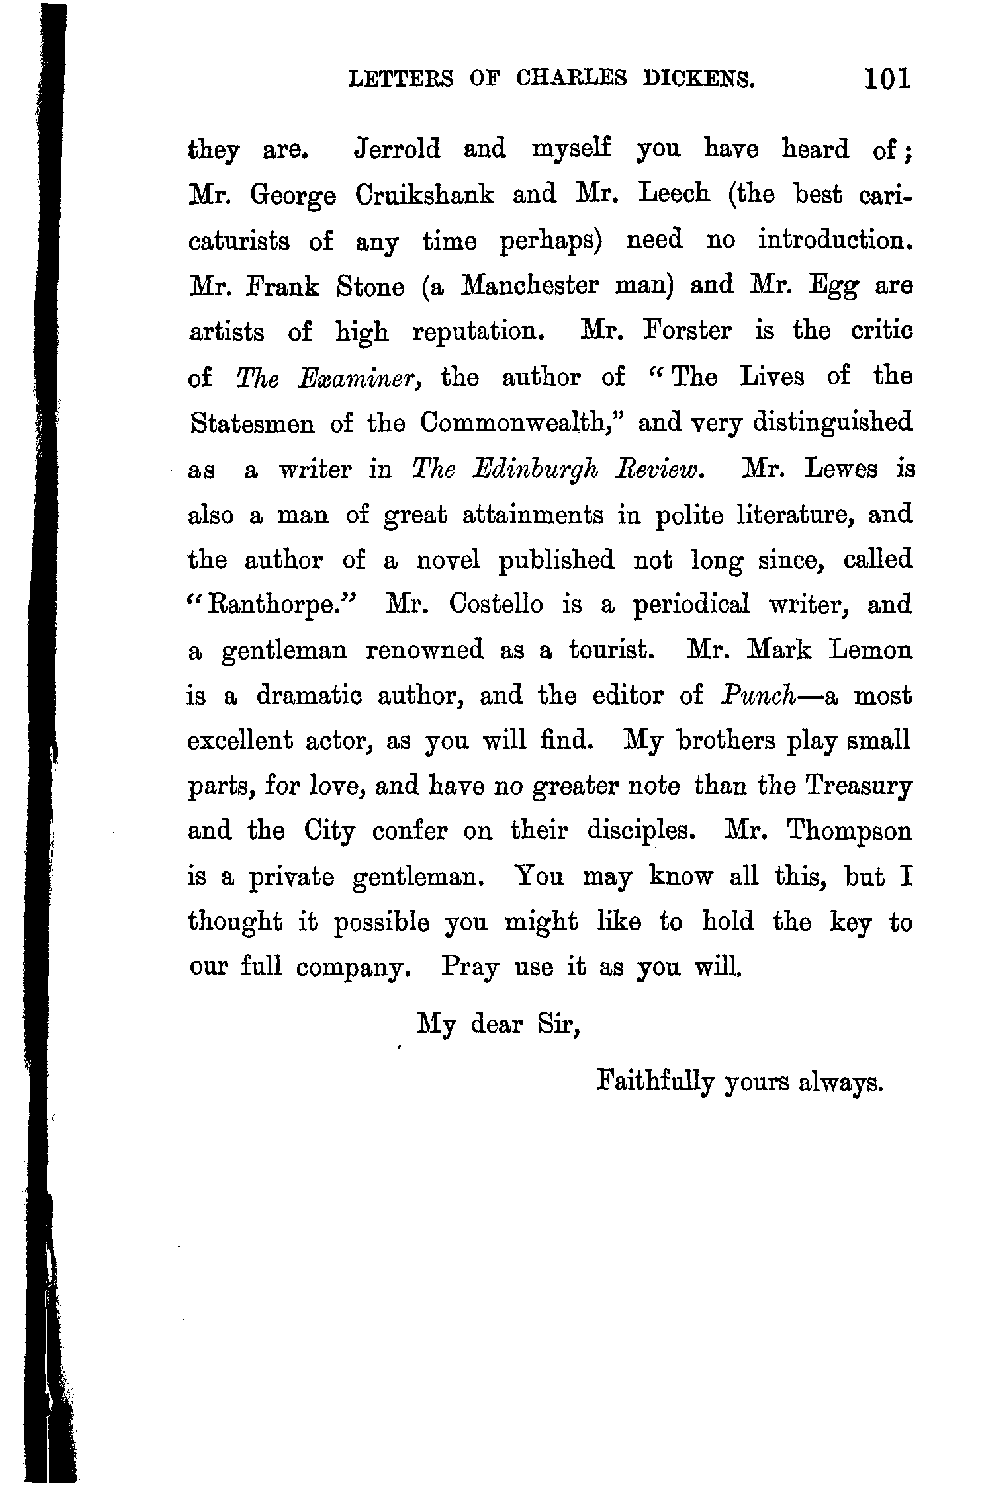 LETTERS OF CHARLES DICKENS. 101
they are. Jerrold and myself you have heard of;
Mr. George Cruikshank and Mr. Leech (the best cari-
caturists of any time perhaps) need no introduction.
Mr. Frank Stone (a Manchester man) and Mr. Egg are
artists of high reputation. Mr. Forster is the critic
of The Examiner, the author of “The Lives of the
Statesmen of the Commonwealth,” and very distinguished
as a writer in The Edinburgh Review. Mr. Lewes is
also a man of great attainments in polite literature, and
the author of a novel published not long since, called
“Ranthorpe.” Mr. Costello is a periodical writer, and
a gentleman renowned as a tourist. Mr. Mark Lemon
is a dramatic author, and the editor of Punch—a most
excellent actor, as you will find. My brothers play small
parts, for love, and have no greater note than the Treasury
and the City confer on their disciples. Mr. Thompson
is a private gentleman. You may know all this, but I
thought it possible you might like to hold the key to
our full company. Pray use it as you will.
My dear Sir,
Faithfully yours always.